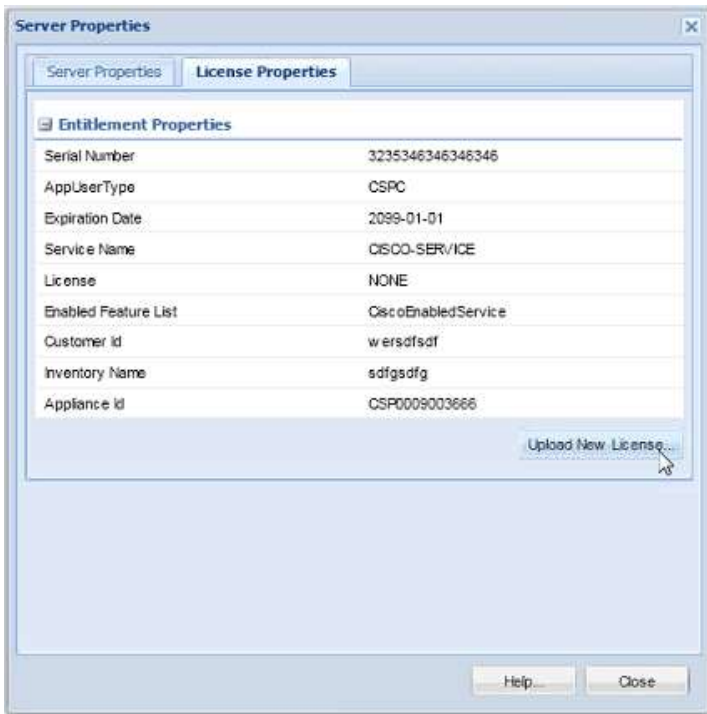 Server Properties
Server Properties License Properties
Entitlement Properties
Serial Number 3235346346346346
AppUserType CSPC
Expiration Date 2099-01-01
Service Name CISCO-SERVICE
License NONE
Enabled Feature List CiscoEnabledService
Customer Id wersdfsdf
Inventory Name sdfgsdfg
Appliance Id CSP0009003666
Upload New License...
Help... Close